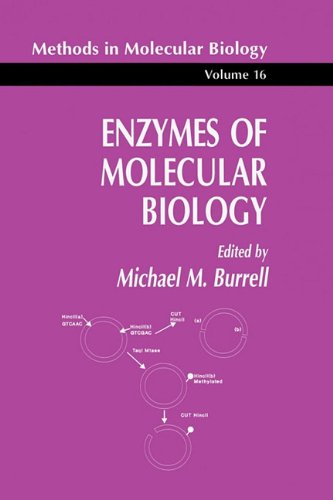 Methods in Molecular Biology
Volume 16
ENZYMES OF
MOLECULAR
BIOLOGY
Edited by
Michael M. Burrell
HincII(a)
GTCAAC
HincII(b)
GTCGAC
CUT
HincII
(a)
(b)
TaqI Mtase
HincII(b)
Methylated
CUT HincII